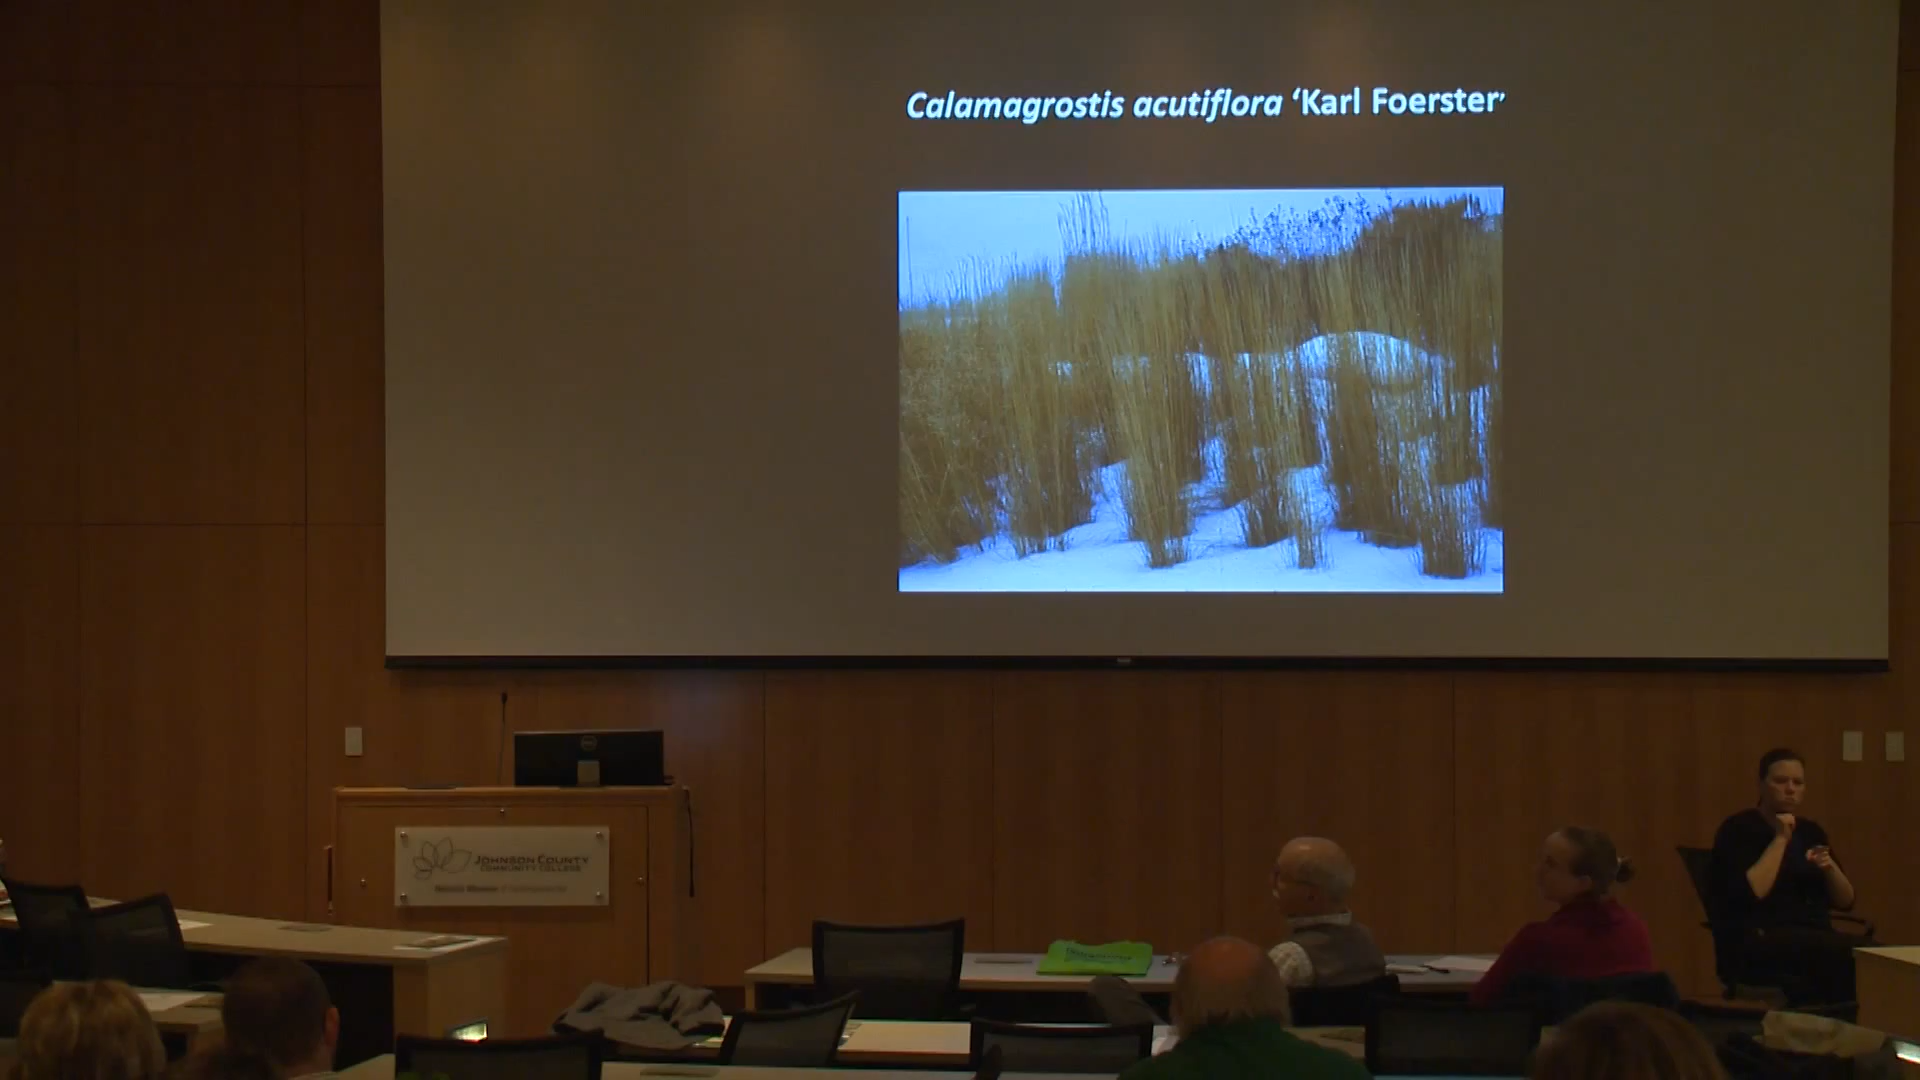 Calamagrostis acutiflora ‘Karl Foerster’
Johnson County
Community College